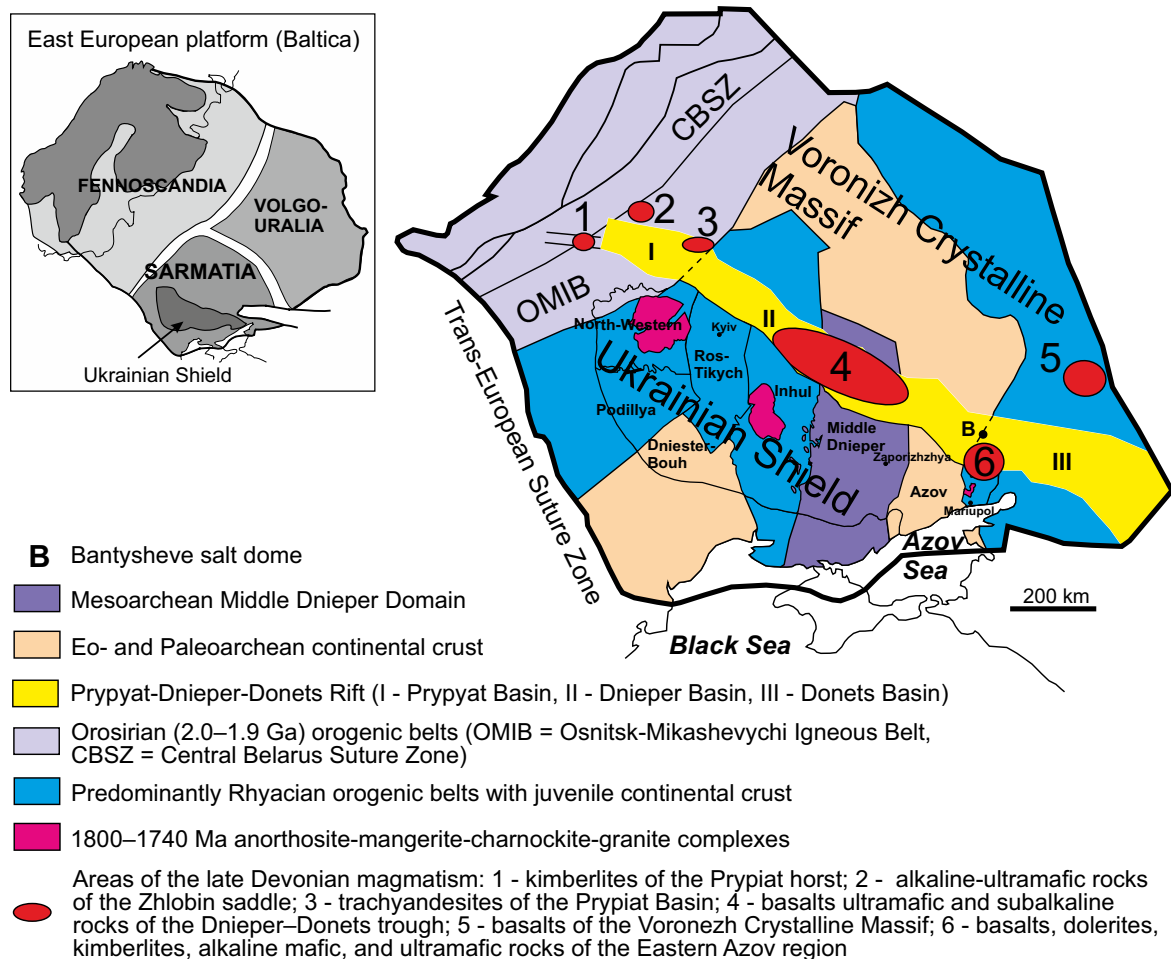 East European platform (Baltica)
FENNOSCANDIA
VOLGO-
URALIA
SARMATIA
Ukrainian Shield
CBSZ
Voronizh Crystalline
Massif
1
2
3
I
OMIB
Trans-European Suture Zone
North-Western
Kyiv
II
Ros-
Tikych
4
5
Ukrainian Shield
Inhul
Podillya
Middle
Dnieper
B
Dniester-
Bouh
Zaporizhzhya
6
III
Azov
Mariupol
Azov
Sea
200 km
Black Sea
B Bantysheve salt dome
Mesoarchean Middle Dnieper Domain
Eo- and Paleoarchean continental crust
Prypyat-Dnieper-Donets Rift (I - Prypyat Basin, II - Dnieper Basin, III - Donets Basin)
Orosirian (2.0–1.9 Ga) orogenic belts (OMIB = Osnitsk-Mikashevychi Igneous Belt,
CBSZ = Central Belarus Suture Zone)
Predominantly Rhyacian orogenic belts with juvenile continental crust
1800–1740 Ma anorthosite-mangerite-charnockite-granite complexes
Areas of the late Devonian magmatism: 1 - kimberlites of the Prypiat horst; 2 - alkaline-ultramafic rocks
of the Zhlobin saddle; 3 - trachyandesites of the Prypiat Basin; 4 - basalts ultramafic and subalkaline
rocks of the Dnieper–Donets trough; 5 - basalts of the Voronezh Crystalline Massif; 6 - basalts, dolerites,
kimberlites, alkaline mafic, and ultramafic rocks of the Eastern Azov region